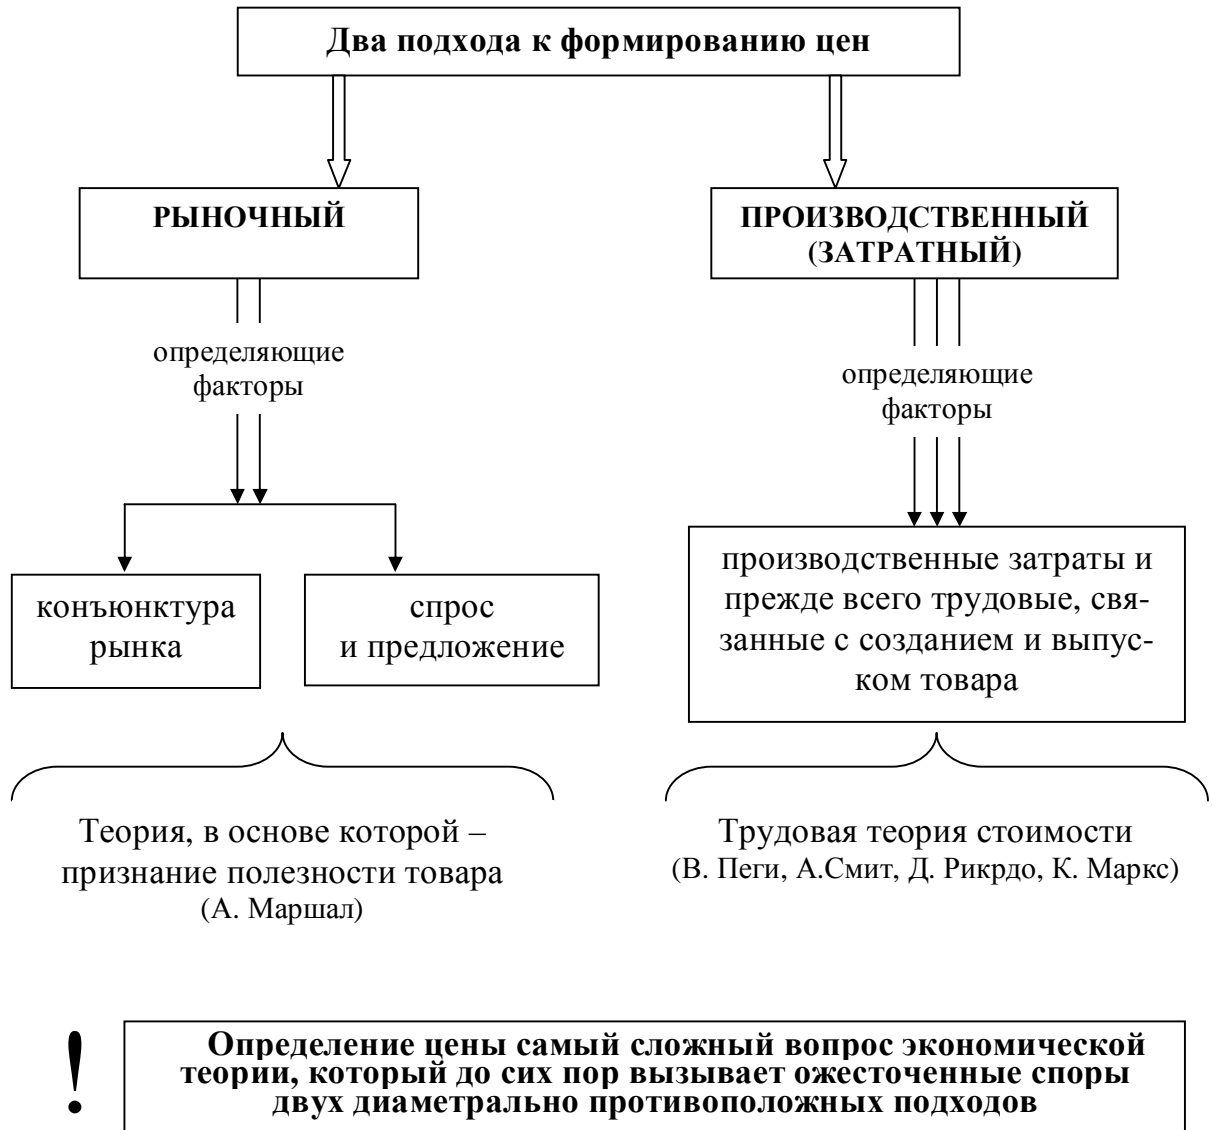 Два подхода к формированию цен
РЫНОЧНЫЙ
ПРОИЗВОДСТВЕННЫЙ
(ЗАТРАТНЫЙ)
определяющие
факторы
определяющие
факторы
конъюнктура
рынка
спрос
и предложение
производственные затраты и
прежде всего трудовые, свя-
занные с созданием и выпус-
ком товара
Теория, в основе которой –
признание полезности товара
(А. Маршал)
Трудовая теория стоимости
(В. Пеги, А.Смит, Д. Рикрдо, К. Маркс)
!
Определение цены самый сложный вопрос экономической
теории, который до сих пор вызывает ожесточенные споры
двух диаметрально противоположных подходов